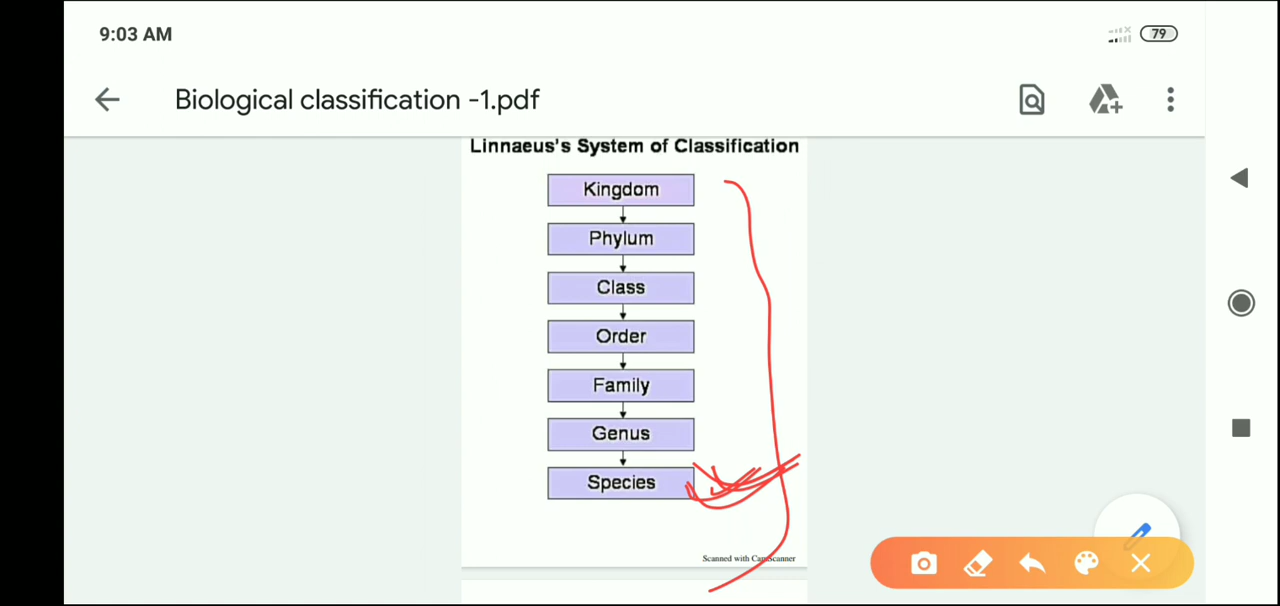 9:03 AM
79
Biological classification -1.pdf
Linnaeus's System of Classification
Kingdom
Phylum
Class
Order
Family
Genus
Species
Scanned with CamScanner